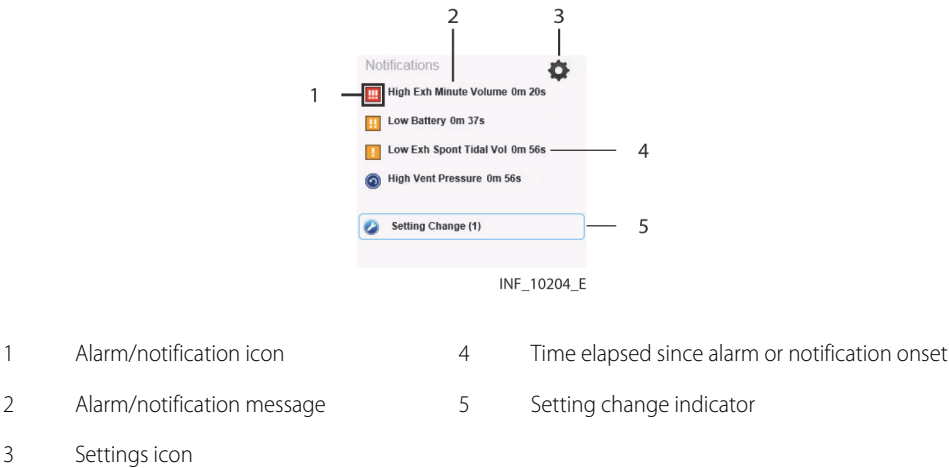 2 3
Notifications
1 !!! High Exh Minute Volume 0m 20s
!! Low Battery 0m 37s
! Low Exh Spont Tidal Vol 0m 56s 4
High Vent Pressure 0m 56s
Setting Change (1) 5
INF_10204_E
1 Alarm/notification icon 4 Time elapsed since alarm or notification onset
2 Alarm/notification message 5 Setting change indicator
3 Settings icon